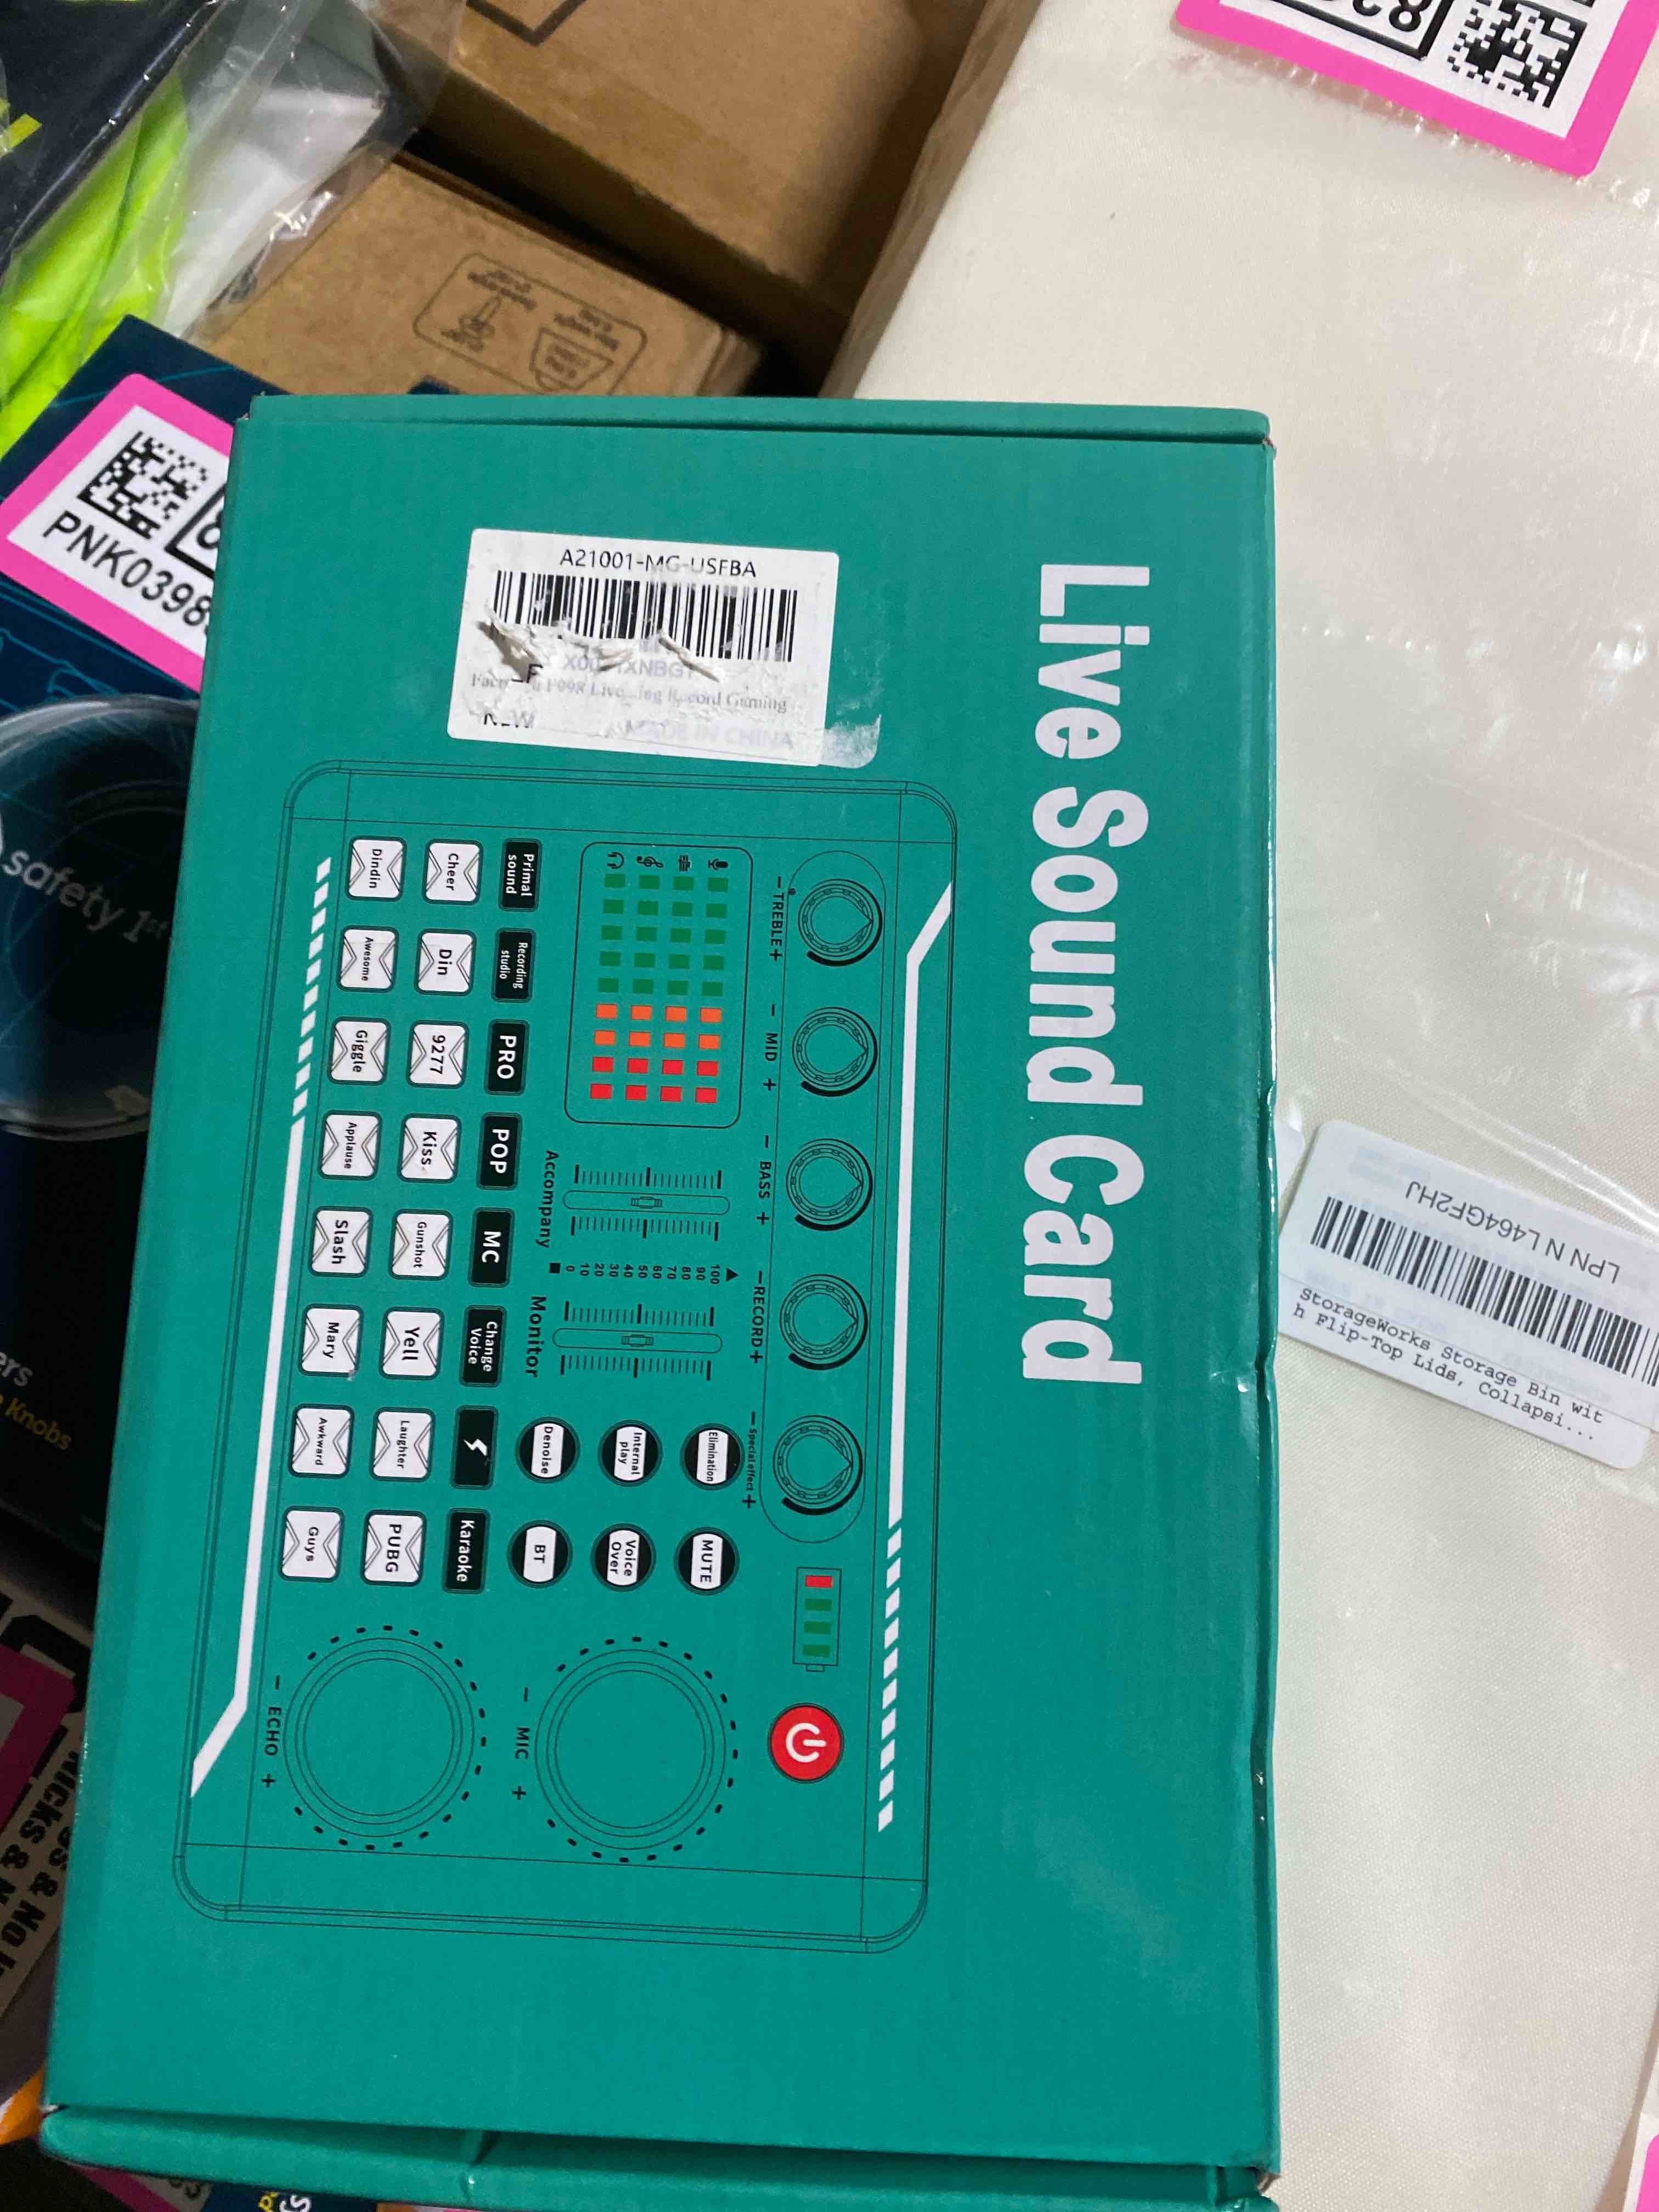 Live Sound Card
A21001-MG-USFBA
cord Gaming
MADE IN CHINA
- TREBLE +
- MID +
- BASS +
- RECORD +
- Special effect +
Accompany
100
90
80
70
60
50
40
30
20
10
0
Monitor
Elimination
MUTE
Internal play
Voice Over
Denoise
BT
Primal sound
Recording studio
PRO
POP
MC
Change Voice
Karaoke
Cheer
Din
9277
Kiss
Gunshot
Yell
Laughter
PUBG
Dindin
Awesome
Giggle
Applause
Slash
Mary
Awkward
Guys
- MIC +
- ECHO +
PNK0398
safety 1st
Knobs
LPN N L464GF2HJ
StorageWorks Storage Bin wit
h Flip-Top Lids, Collapsi...